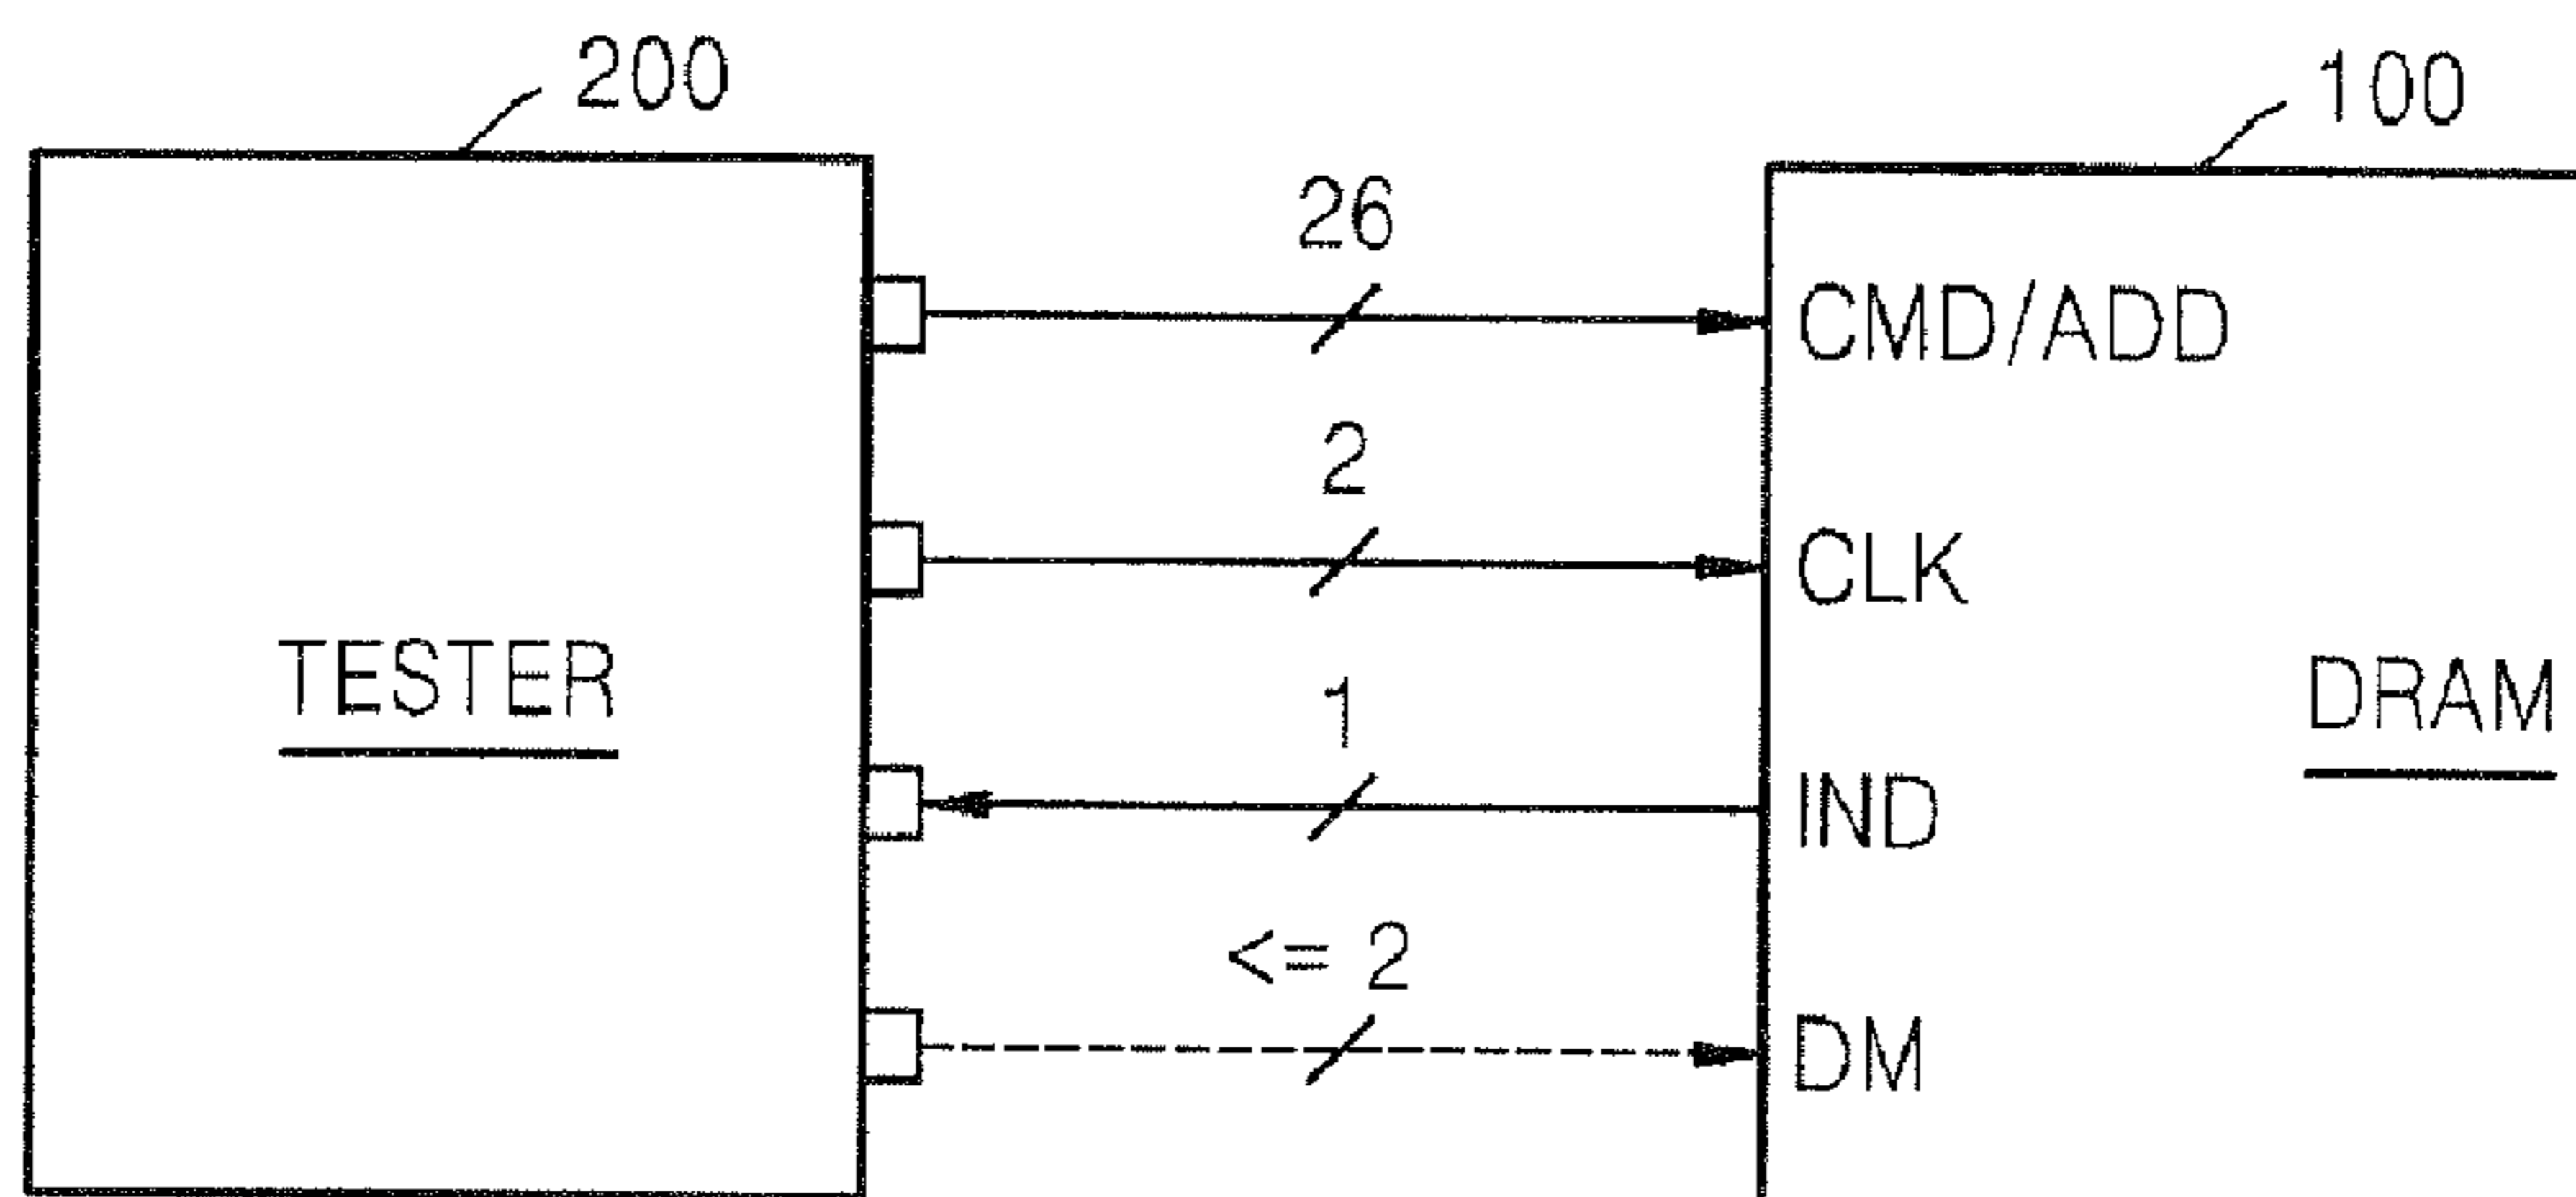 200
100
26
CMD/ADD
2
CLK
TESTER
DRAM
1
IND
<= 2
DM